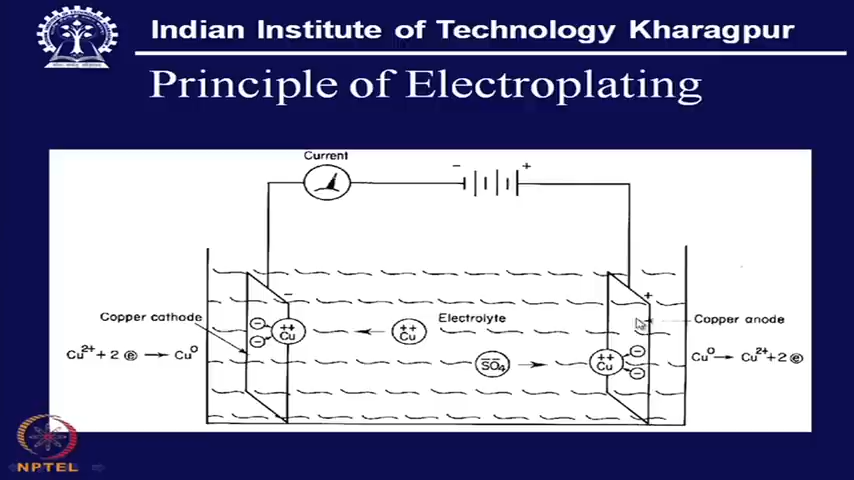 Indian Institute of Technology Kharagpur
Principle of Electroplating
Current
- +
- +
Copper cathode
Cu²⁺ + 2 e → Cu⁰
++ Cu
++ Cu
Electrolyte
SO₄
++ Cu
Copper anode
Cu⁰ → Cu²⁺ + 2 e
NPTEL